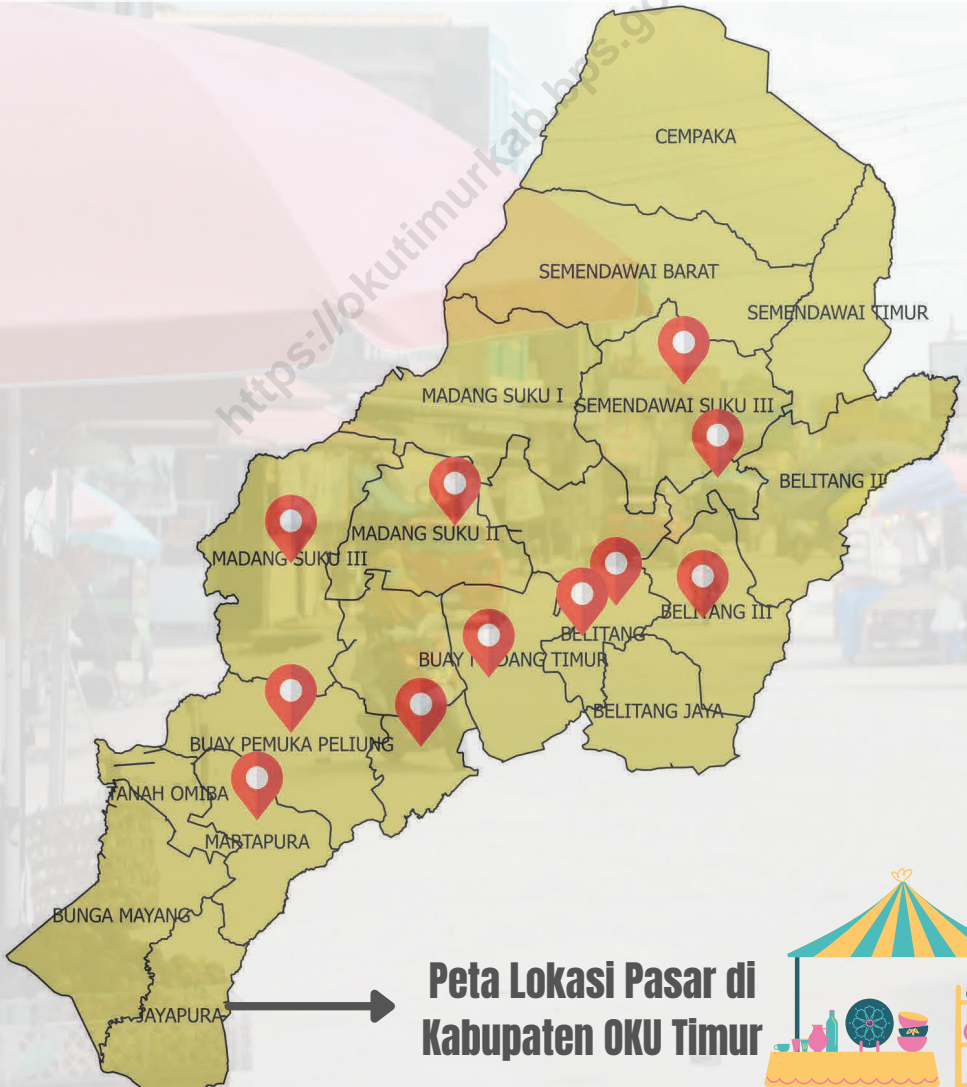 https://okutimurkab.bps.go
CEMPAKA
SEMENDAWAI BARAT
SEMENDAWAI TIMUR
MADANG SUKU I
SEMENDAWAI SUKU III
BELITANG II
MADANG SUKU II
MADANG SUKU III
BELITANG III
BELITANG
BUAY MADANG TIMUR
BELITANG JAYA
BUAY PEMUKA PELIUNG
TANAH OMIBA
MARTAPURA
BUNGA MAYANG
JAYAPURA
Peta Lokasi Pasar di
Kabupaten OKU Timur